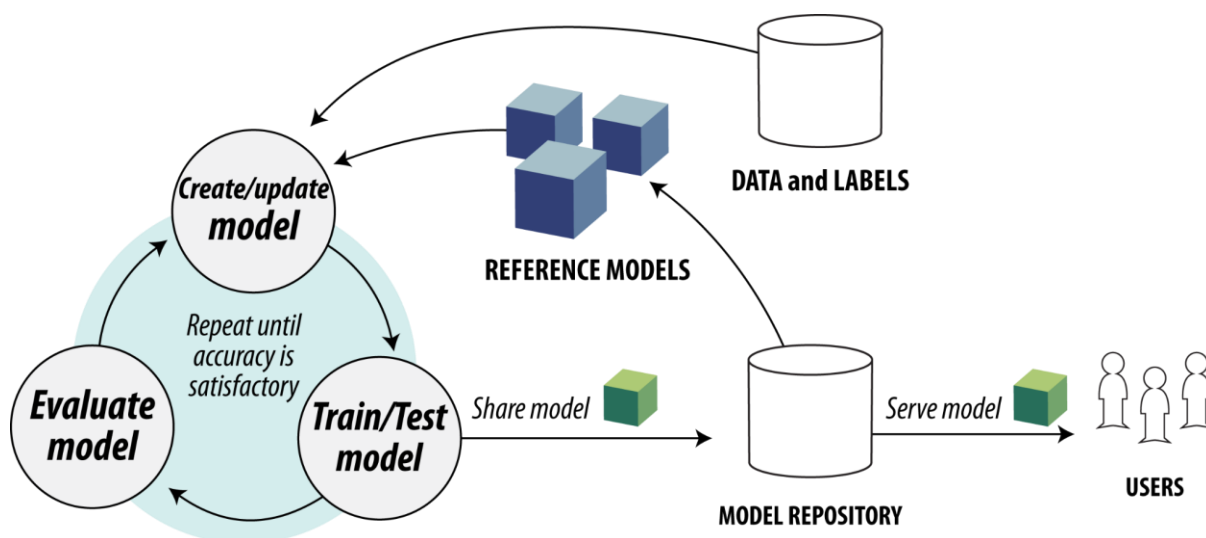 Create/update
model
DATA and LABELS
REFERENCE MODELS
Repeat until
accuracy is
satisfactory
Evaluate
model
Train/Test
model
Share model
Serve model
MODEL REPOSITORY
USERS